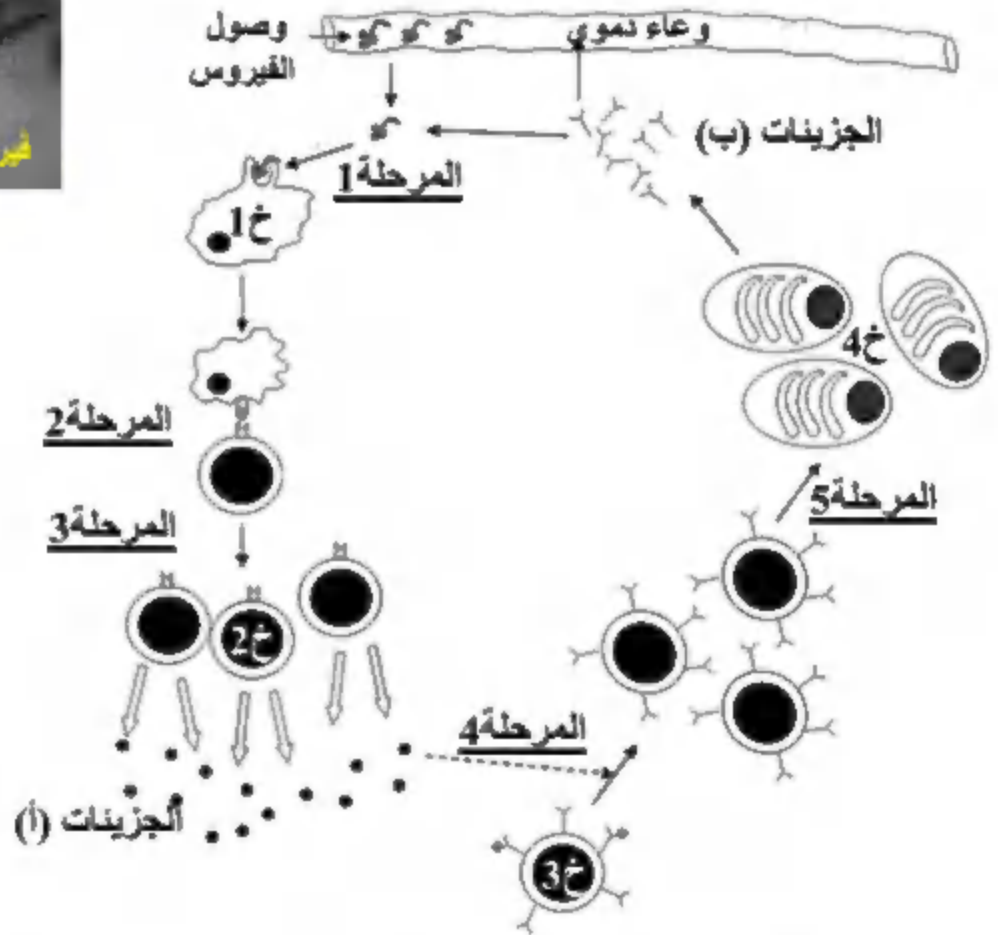 وصول
الفيروس
وعاء دموي
الجزيئات (ب)
المرحلة1
خ1
خ4
المرحلة2
المرحلة3
المرحلة5
خ2
المرحلة4
الجزيئات (أ)
خ3